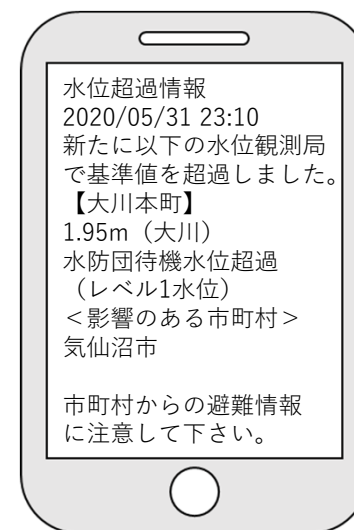 水位超過情報
2020/05/31 23:10
新たに以下の水位観測局
で基準値を超過しました。
【大川本町】
1.95m（大川）
水防団待機水位超過
（レベル1水位）
＜影響のある市町村＞
気仙沼市
市町村からの避難情報
に注意して下さい。